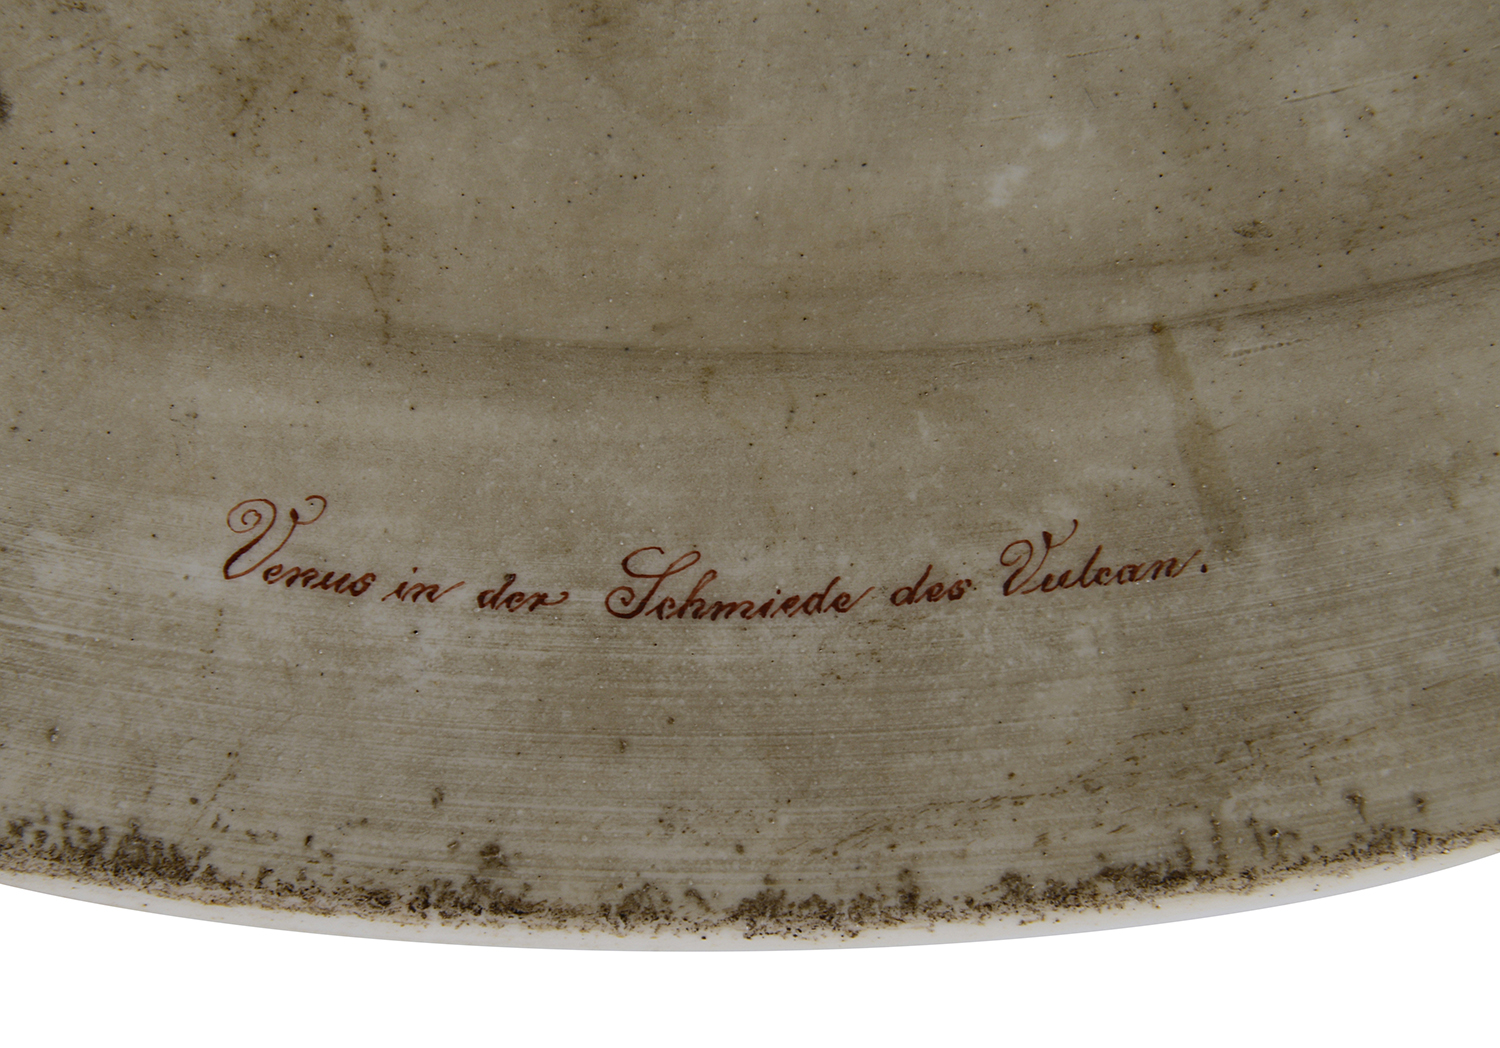 Venus in der Schmiede des Vulcan.